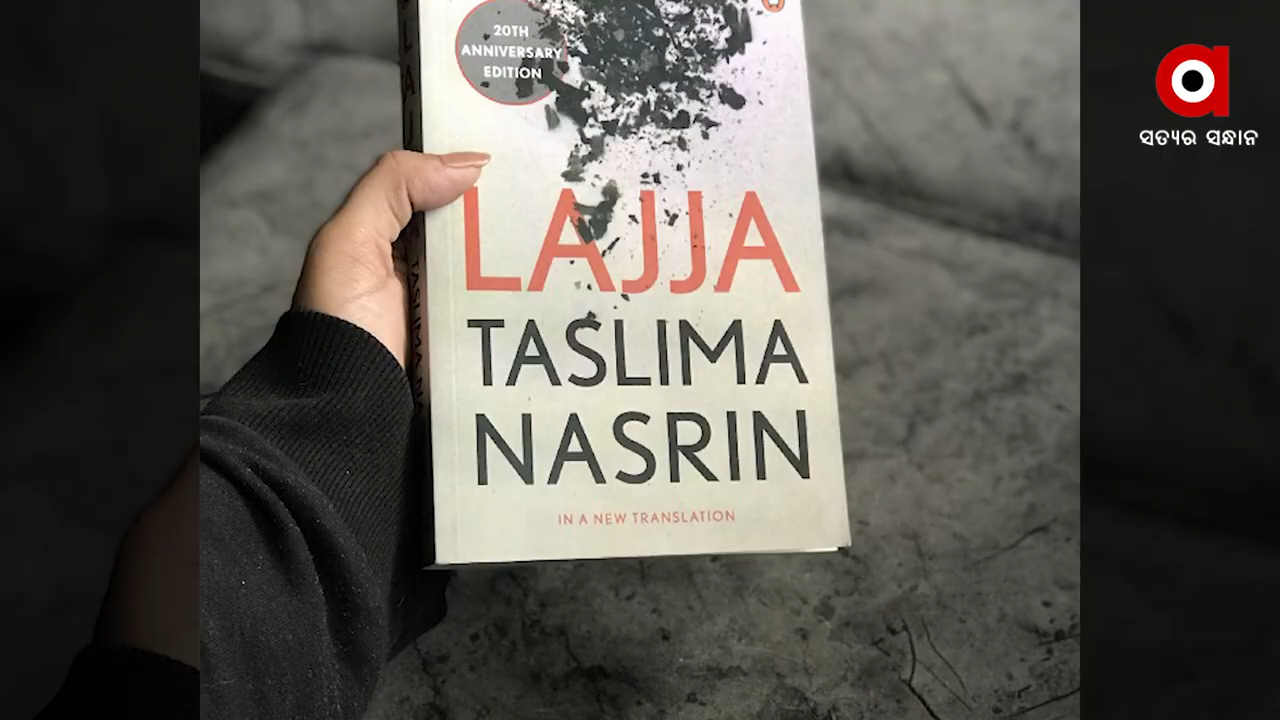 20TH
ANNIVERSARY
EDITION
LAJJA
TASLIMA
NASRIN
IN A NEW TRANSLATION
ସତ୍ୟର ସନ୍ଧାନ